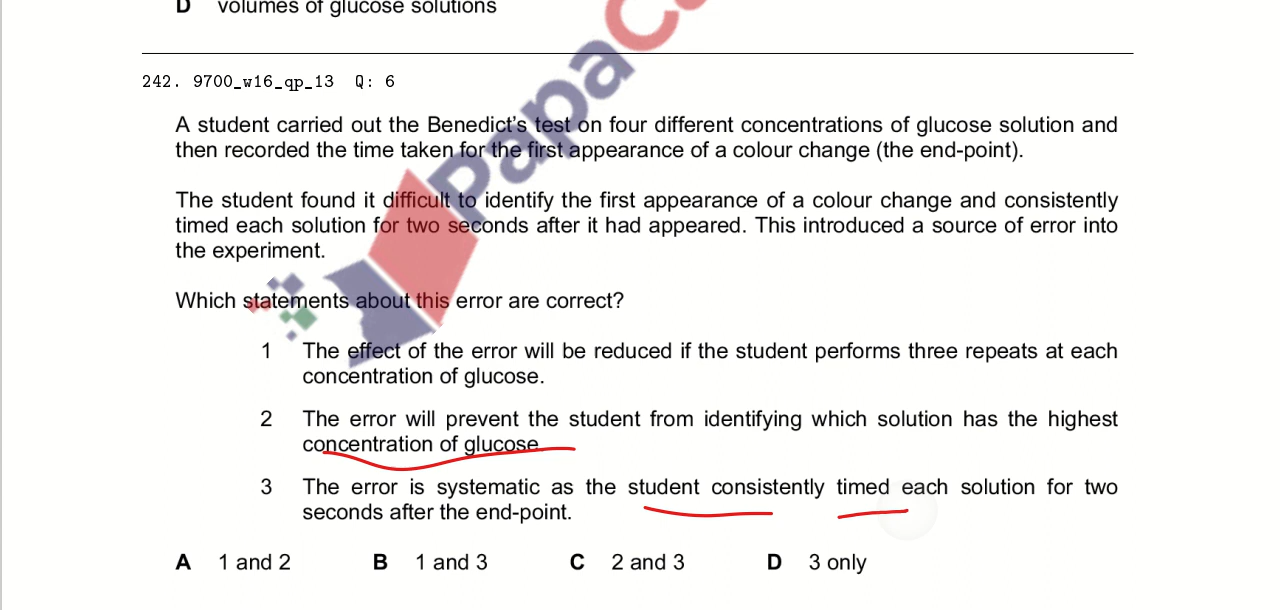 D volumes of glucose solutions
242. 9700_w16_qp_13 Q: 6
A student carried out the Benedict's test on four different concentrations of glucose solution and
then recorded the time taken for the first appearance of a colour change (the end-point).
The student found it difficult to identify the first appearance of a colour change and consistently
timed each solution for two seconds after it had appeared. This introduced a source of error into
the experiment.
Which statements about this error are correct?
1 The effect of the error will be reduced if the student performs three repeats at each
concentration of glucose.
2 The error will prevent the student from identifying which solution has the highest
concentration of glucose.
3 The error is systematic as the student consistently timed each solution for two
seconds after the end-point.
A 1 and 2 B 1 and 3 C 2 and 3 D 3 only
PapaCa